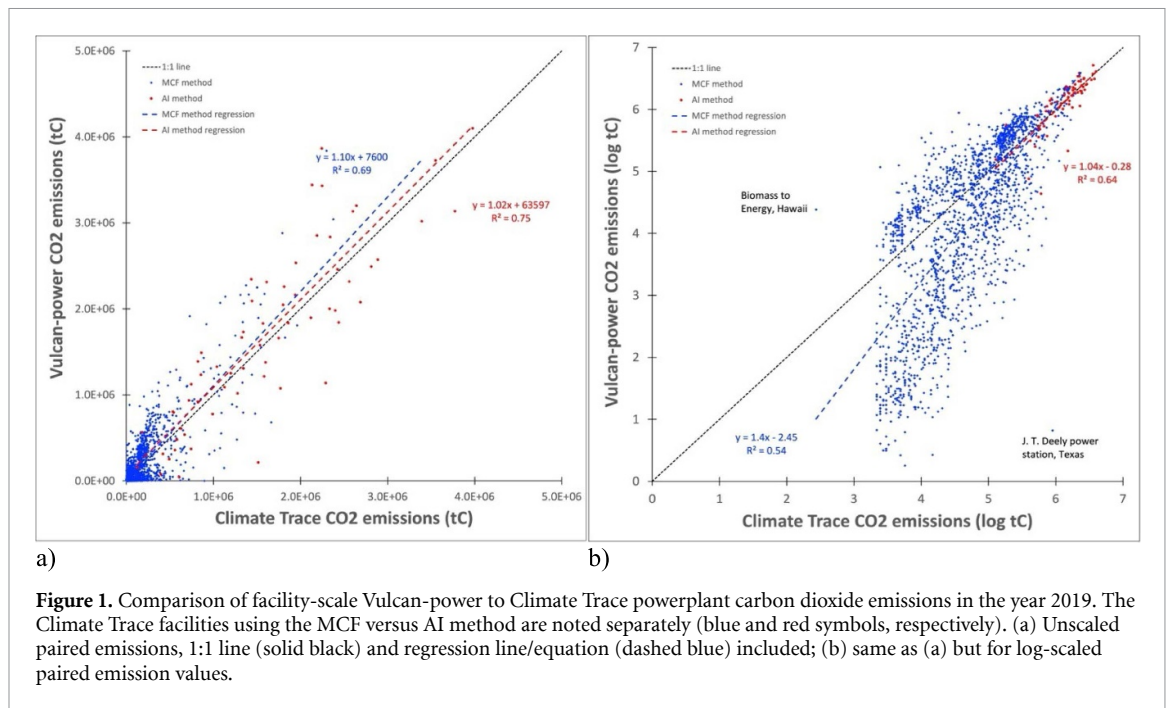 5.0E+06
4.0E+06
3.0E+06
2.0E+06
1.0E+06
0.0E+00
Vulcan-power CO2 emissions (tC)
1:1 line
MCF method
AI method
MCF method regression
AI method regression
y = 1.10x + 7600
R² = 0.69
y = 1.02x + 63597
R² = 0.75
0.0E+00 1.0E+06 2.0E+06 3.0E+06 4.0E+06 5.0E+06
Climate Trace CO2 emissions (tC)
a)
7
6
5
4
3
2
1
0
Vulcan-power CO2 emissions (log tC)
1:1 line
MCF method
AI method
MCF method regression
AI method regression
y = 1.04x - 0.28
R² = 0.64
Biomass to
Energy, Hawaii
y = 1.4x - 2.45
R² = 0.54
J. T. Deely power
station, Texas
0 1 2 3 4 5 6 7
Climate Trace CO2 emissions (log tC)
b)
Figure 1. Comparison of facility-scale Vulcan-power to Climate Trace powerplant carbon dioxide emissions in the year 2019. The
Climate Trace facilities using the MCF versus AI method are noted separately (blue and red symbols, respectively). (a) Unscaled
paired emissions, 1:1 line (solid black) and regression line/equation (dashed blue) included; (b) same as (a) but for log-scaled
paired emission values.